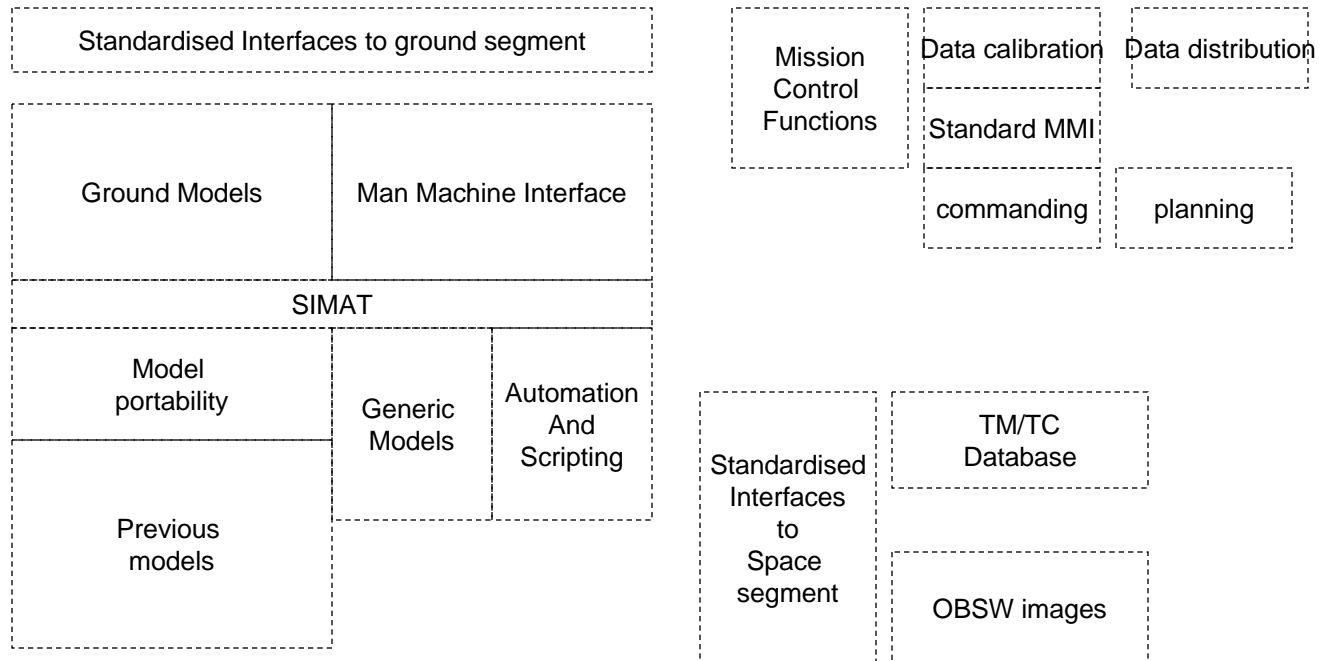 Standardised Interfaces to ground segment
Ground Models
Man Machine Interface
SIMAT
Model
portability
Generic
Models
Automation
And
Scripting
Previous
models
Mission
Control
Functions
Data calibration
Data distribution
Standard MMI
commanding
planning
Standardised
Interfaces
to
Space
segment
TM/TC
Database
OBSW images